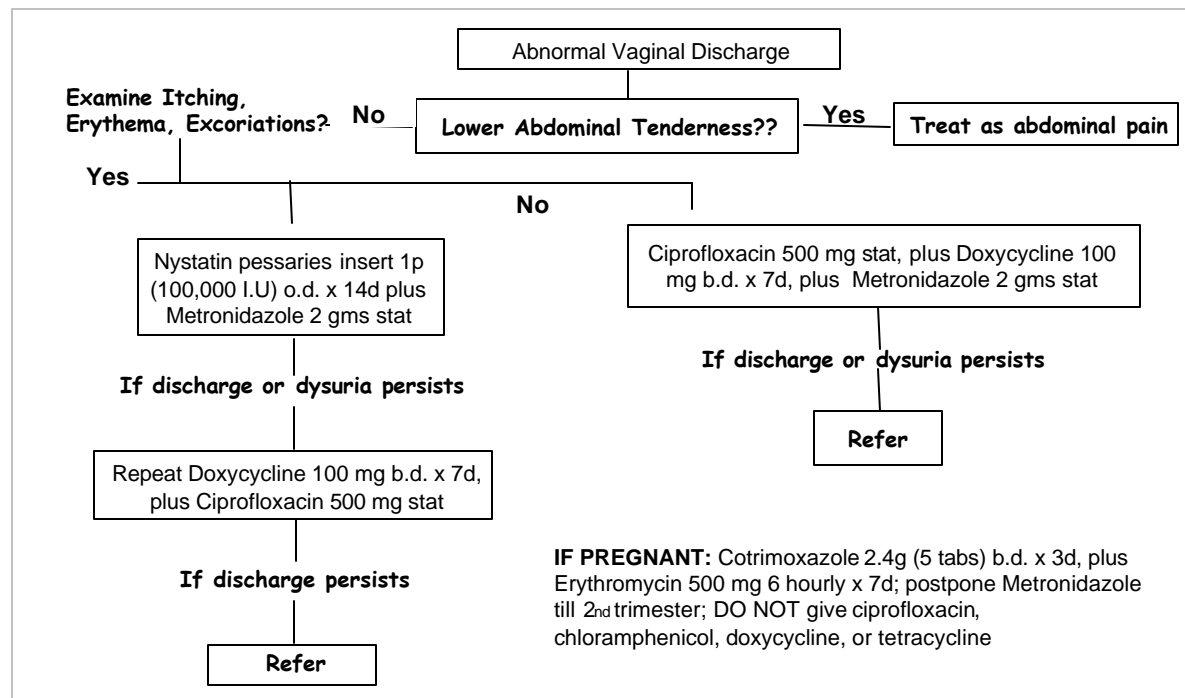 Abnormal Vaginal Discharge
Examine Itching,
Erythema, Excoriations?
No
Lower Abdominal Tenderness??
Yes
Treat as abdominal pain
Yes
No
Nystatin pessaries insert 1p
(100,000 I.U) o.d. x 14d plus
Metronidazole 2 gms stat
Ciprofloxacin 500 mg stat, plus Doxycycline 100
mg b.d. x 7d, plus Metronidazole 2 gms stat
If discharge or dysuria persists
If discharge or dysuria persists
Refer
Repeat Doxycycline 100 mg b.d. x 7d,
plus Ciprofloxacin 500 mg stat
If discharge persists
Refer
IF PREGNANT: Cotrimoxazole 2.4g (5 tabs) b.d. x 3d, plus
Erythromycin 500 mg 6 hourly x 7d; postpone Metronidazole
till 2nd trimester; DO NOT give ciprofloxacin,
chloramphenicol, doxycycline, or tetracycline